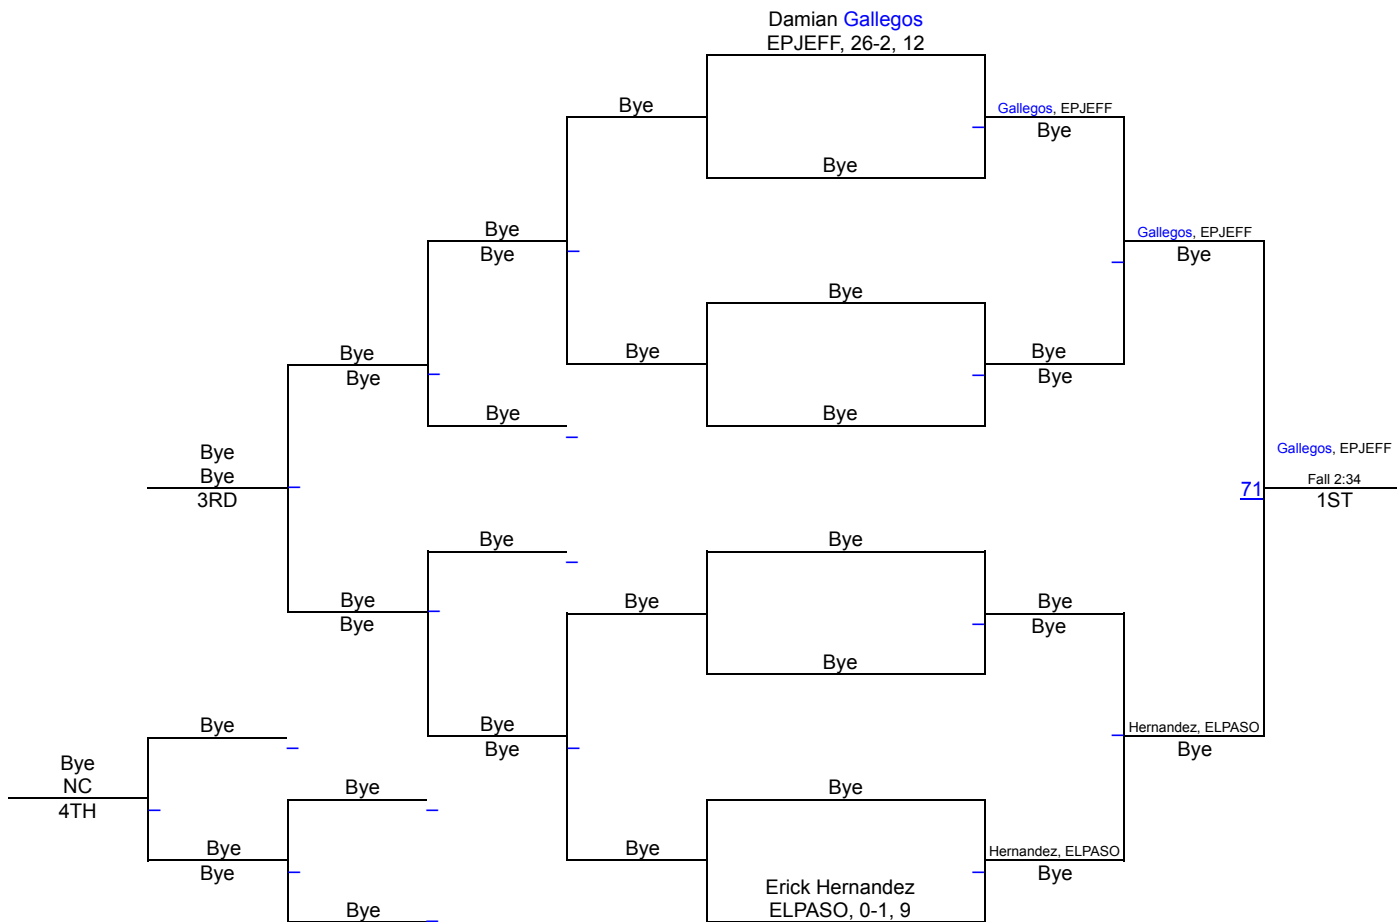 Damian Gallegos
EPJEFF, 26-2, 12
Bye
Gallegos, EPJEFF
Bye
Bye
Bye
Bye
Gallegos, EPJEFF
Bye
Bye
Bye
Bye
Bye
Bye
Bye
Bye
Bye
Bye
Gallegos, EPJEFF
Bye
Bye
3RD
71
Fall 2:34
1ST
Bye
Bye
Bye
Bye
Bye
Bye
Bye
Bye
Bye
Bye
Bye
Bye
Hernandez, ELPASO
Bye
Bye
NC
4TH
Bye
Bye
Bye
Bye
Bye
Hernandez, ELPASO
Bye
Bye
Erick Hernandez
ELPASO, 0-1, 9